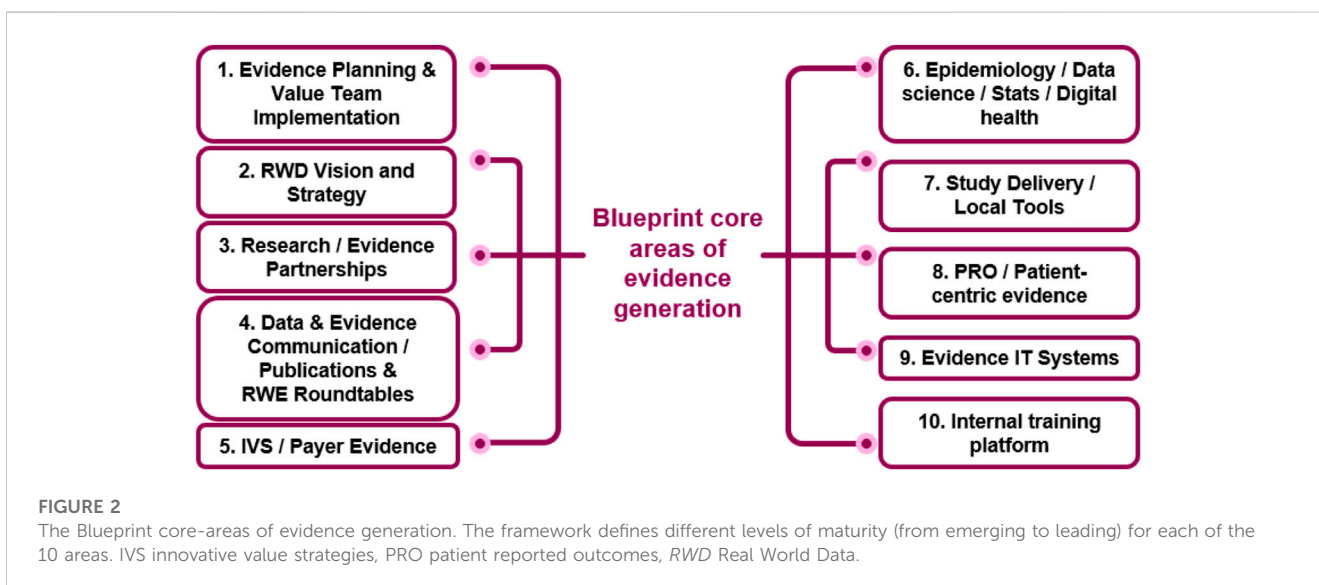 1. Evidence Planning &
Value Team
Implementation
2. RWD Vision and
Strategy
3. Research / Evidence
Partnerships
4. Data & Evidence
Communication /
Publications &
RWE Roundtables
5. IVS / Payer Evidence
Blueprint core
areas of
evidence
generation
6. Epidemiology / Data
science / Stats / Digital
health
7. Study Delivery /
Local Tools
8. PRO / Patient-
centric evidence
9. Evidence IT Systems
10. Internal training
platform
FIGURE 2
The Blueprint core-areas of evidence generation. The framework defines different levels of maturity (from emerging to leading) for each of the
10 areas. IVS innovative value strategies, PRO patient reported outcomes, RWD Real World Data.